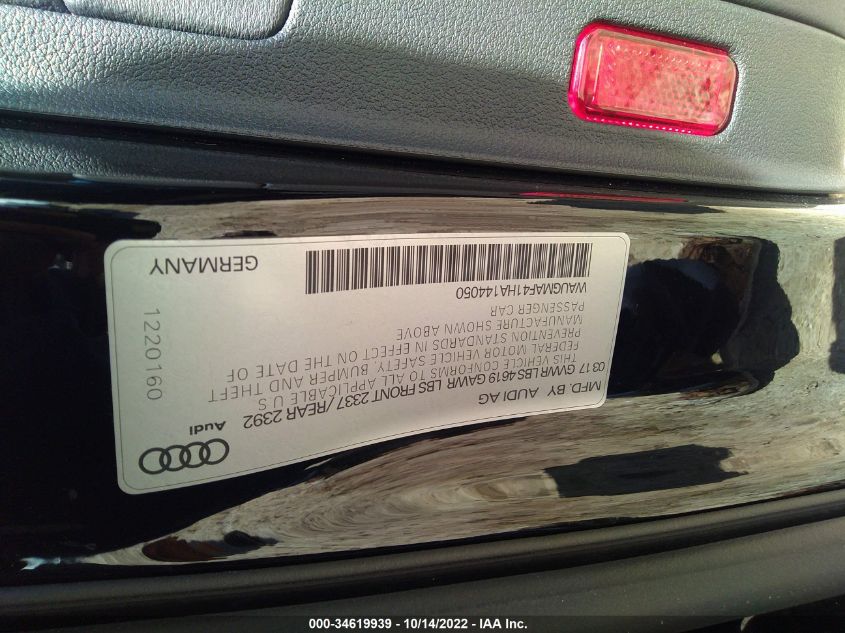 Audi
MFD. BY AUDI AG
03 17 GVWR LBS 4619 GAWR LBS FRONT 2337 / REAR 2392
THIS VEHICLE CONFORMS TO ALL APPLICABLE U S
FEDERAL MOTOR VEHICLE SAFETY, BUMPER AND THEFT
PREVENTION STANDARDS IN EFFECT ON THE DATE OF
MANUFACTURE SHOWN ABOVE
PASSENGER CAR
WAUGMAF41HA144050
GERMANY
1220160
000-34619939 - 10/14/2022 - IAA Inc.